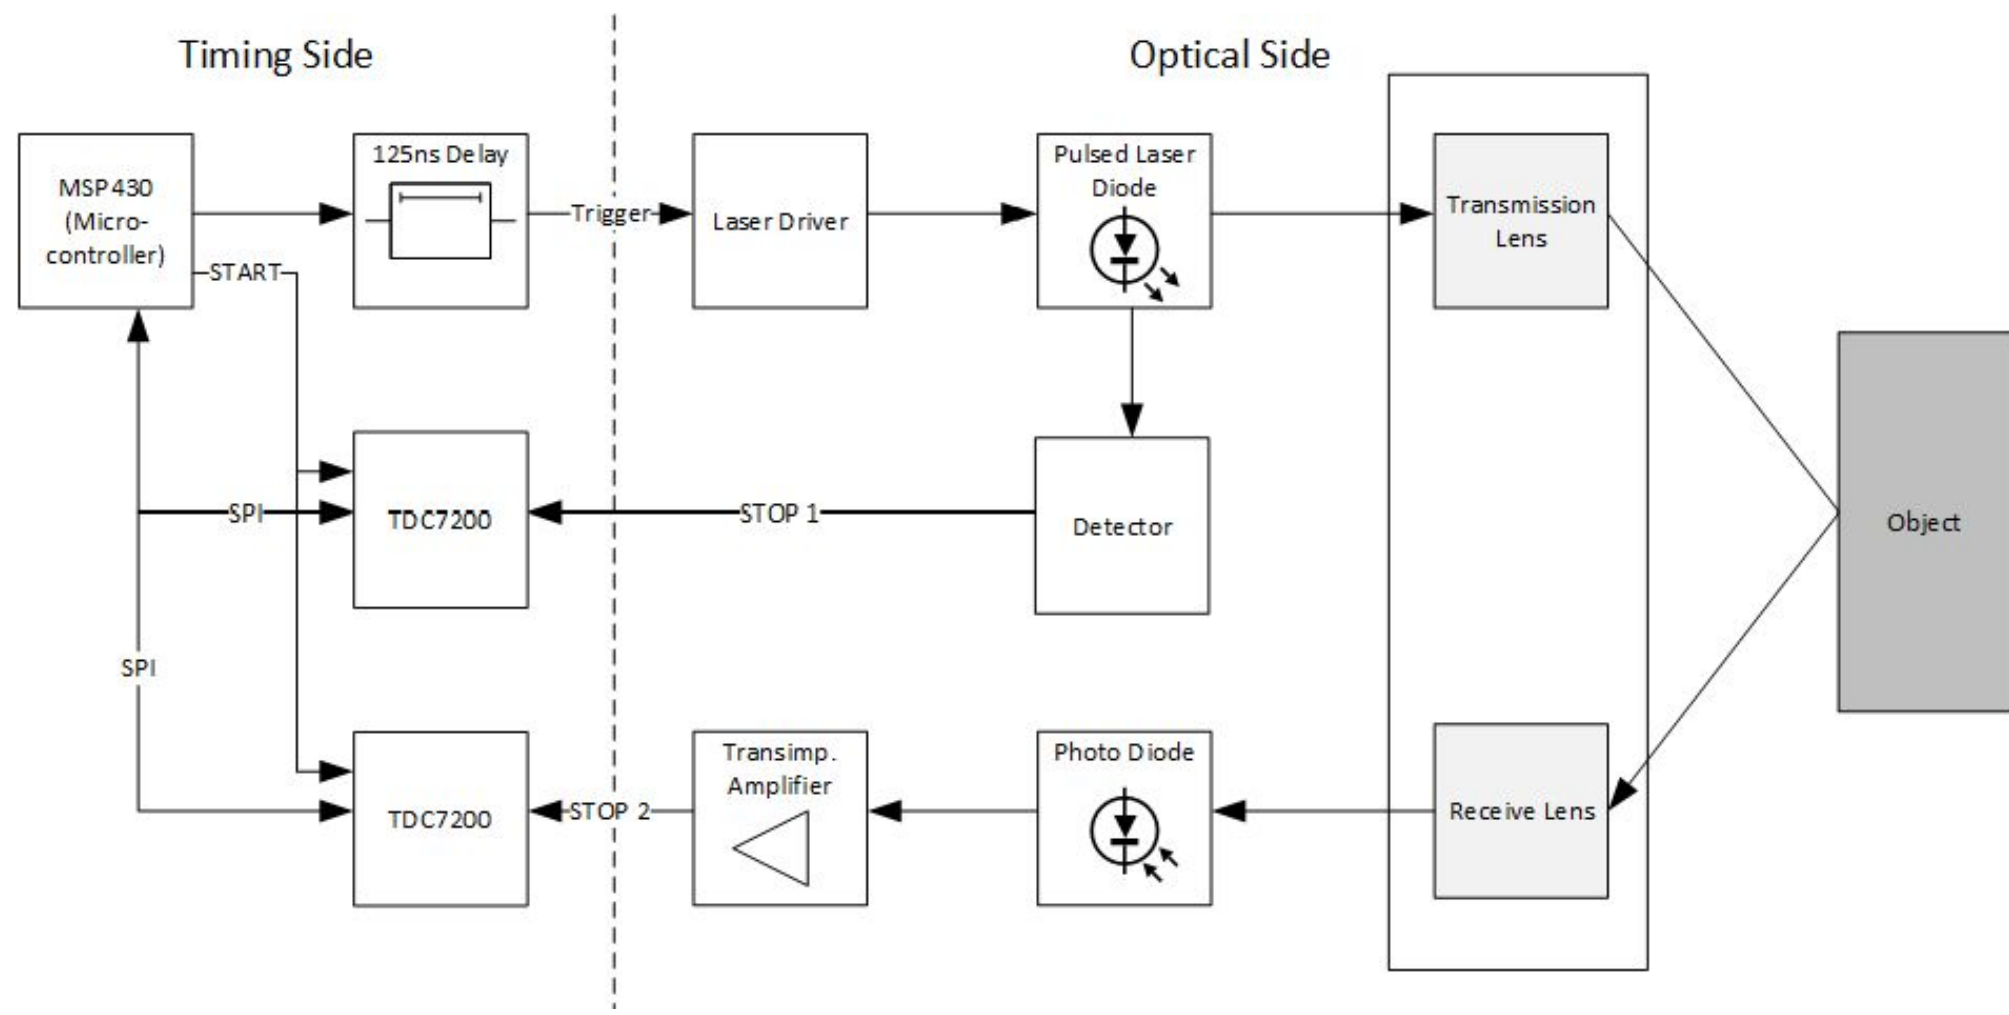 Timing Side
Optical Side
MSP430
(Micro-
controller)
125ns Delay
Trigger
Laser Driver
Pulsed Laser
Diode
Transmission
Lens
START
SPI
TDC7200
STOP 1
Detector
Object
SPI
TDC7200
STOP 2
Transimp.
Amplifier
Photo Diode
Receive Lens